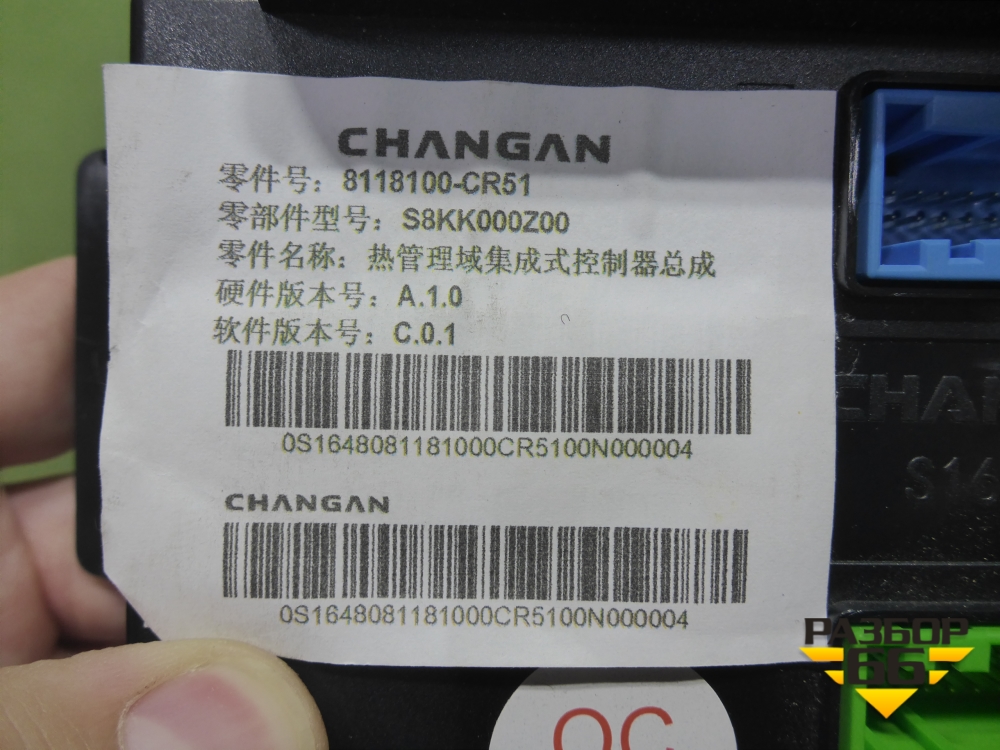 CHANGAN
零件号：8118100-CR51
零部件型号：S8KK000Z00
零件名称：热管理域集成式控制器总成
硬件版本号：A.1.0
软件版本号：C.0.1
0S1648081181000CR5100N000004
CHANGAN
0S1648081181000CR5100N000004
CHAN
S16
РАЗБОР
66
QC